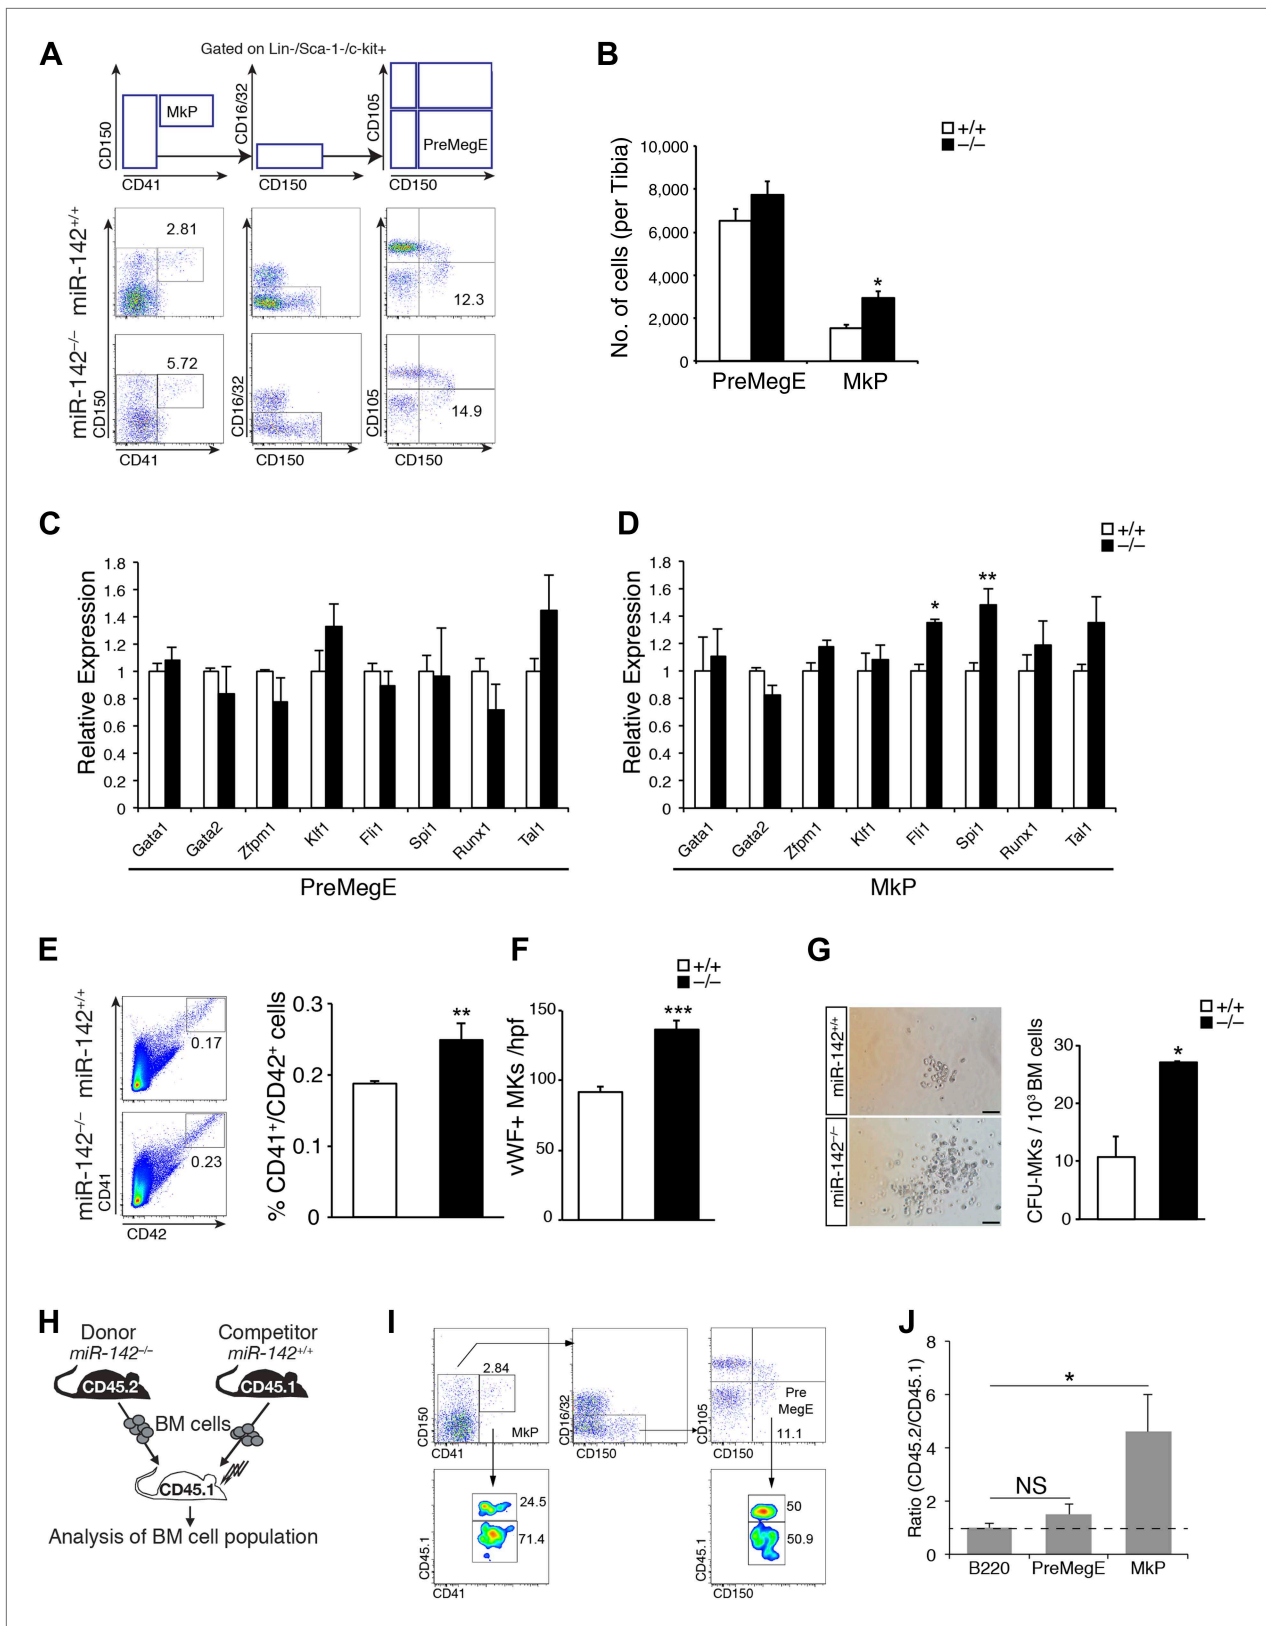 A
Gated on Lin-/Sca-1-/c-kit+
CD150
MkP
CD41
CD16/32
CD150
CD105
PreMegE
CD150
miR-142+/+
2.81
12.3
miR-142–/–
CD150
5.72
CD41
CD16/32
CD150
CD105
14.9
CD150
B
+/+
–/–
No. of cells (per Tibia)
10,000
8,000
6,000
4,000
2,000
0
*
PreMegE
MkP
C
Relative Expression
1.8
1.6
1.4
1.2
1
0.8
0.6
0.4
0.2
0
Gata1
Gata2
Zfpm1
Klf1
Fli1
Spi1
Runx1
Tal1
PreMegE
D
+/+
–/–
Relative Expression
1.8
1.6
1.4
1.2
1
0.8
0.6
0.4
0.2
0
*
**
Gata1
Gata2
Zfpm1
Klf1
Fli1
Spi1
Runx1
Tal1
MkP
E
miR-142+/+
0.17
miR-142–/–
0.23
CD41
CD42
% CD41+/CD42+ cells
0.3
0.2
0.1
0
**
F
+/+
–/–
vWF+ MKs /hpf
150
100
50
0
***
G
miR-142+/+
miR-142–/–
+/+
–/–
CFU-MKs / 10³ BM cells
30
20
10
0
*
H
Donor
miR-142–/–
Competitor
miR-142+/+
CD45.2
CD45.1
BM cells
CD45.1
Analysis of BM cell population
I
CD150
2.84
MkP
CD41
CD16/32
CD150
CD105
Pre
MegE
11.1
CD150
CD45.1
24.5
71.4
CD41
CD45.1
50
50.9
CD150
J
Ratio (CD45.2/CD45.1)
8
6
4
2
0
*
NS
B220
PreMegE
MkP